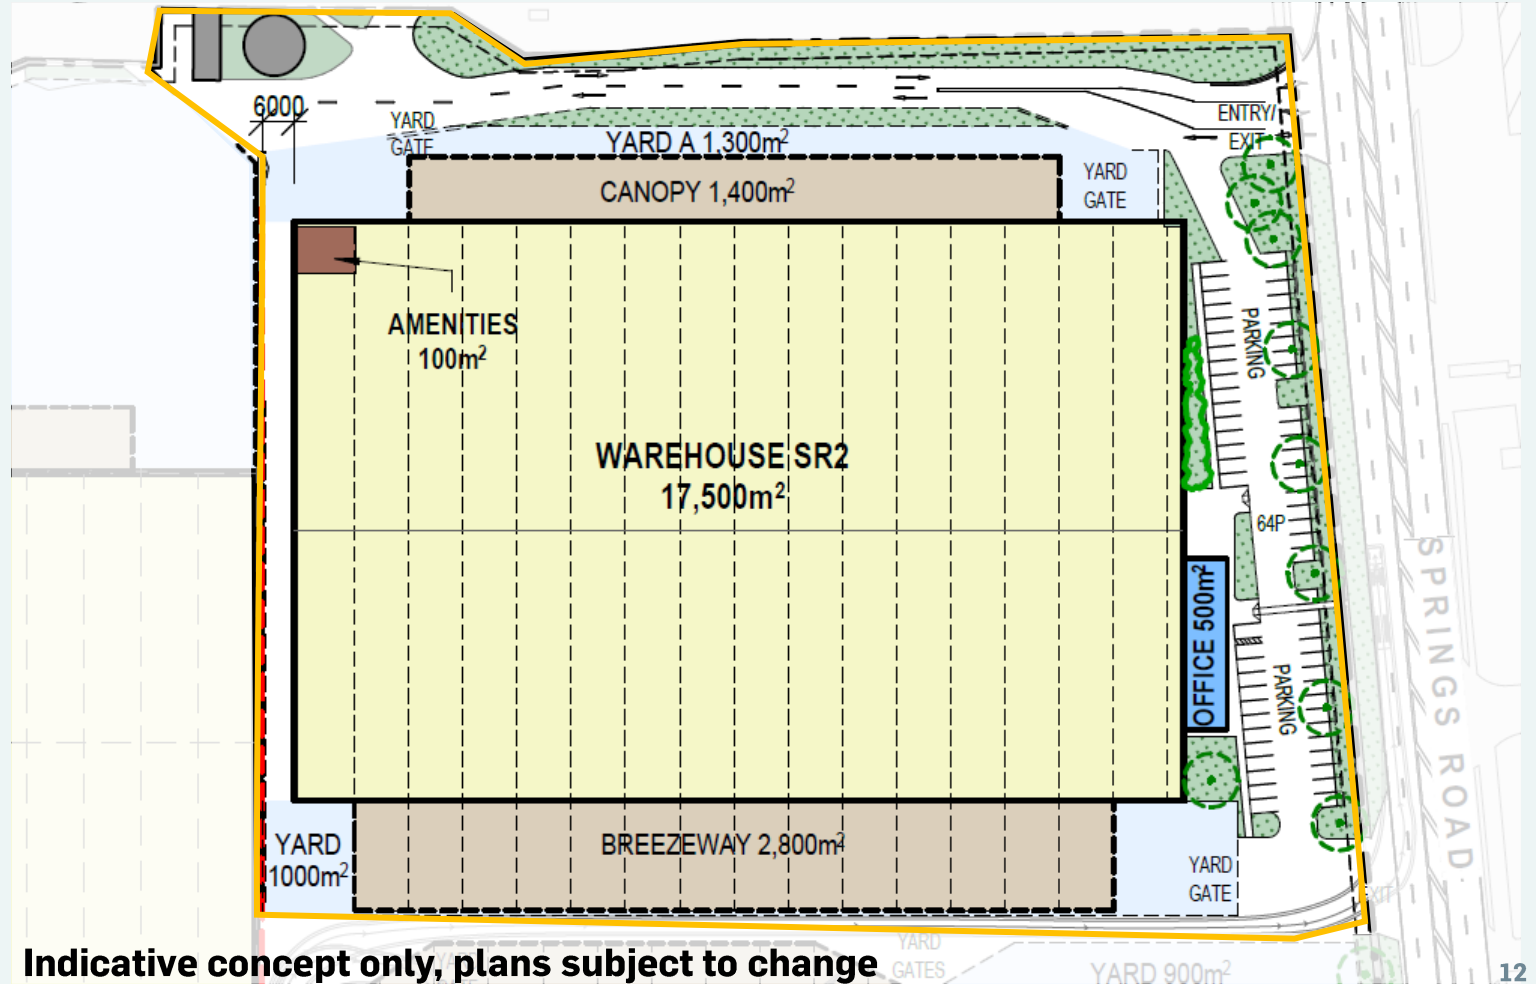 6000
YARD
GATE
YARD A 1,300m²
ENTRY/
EXIT
CANOPY 1,400m²
YARD
GATE
AMENITIES
100m²
PARKING
WAREHOUSE SR2
17,500m²
64P
SPRINGS ROAD
OFFICE 500m²
PARKING
YARD
1000m²
BREEZEWAY 2,800m²
YARD
GATE
EXIT
YARD
GATES
YARD 900m²
Indicative concept only, plans subject to change
12